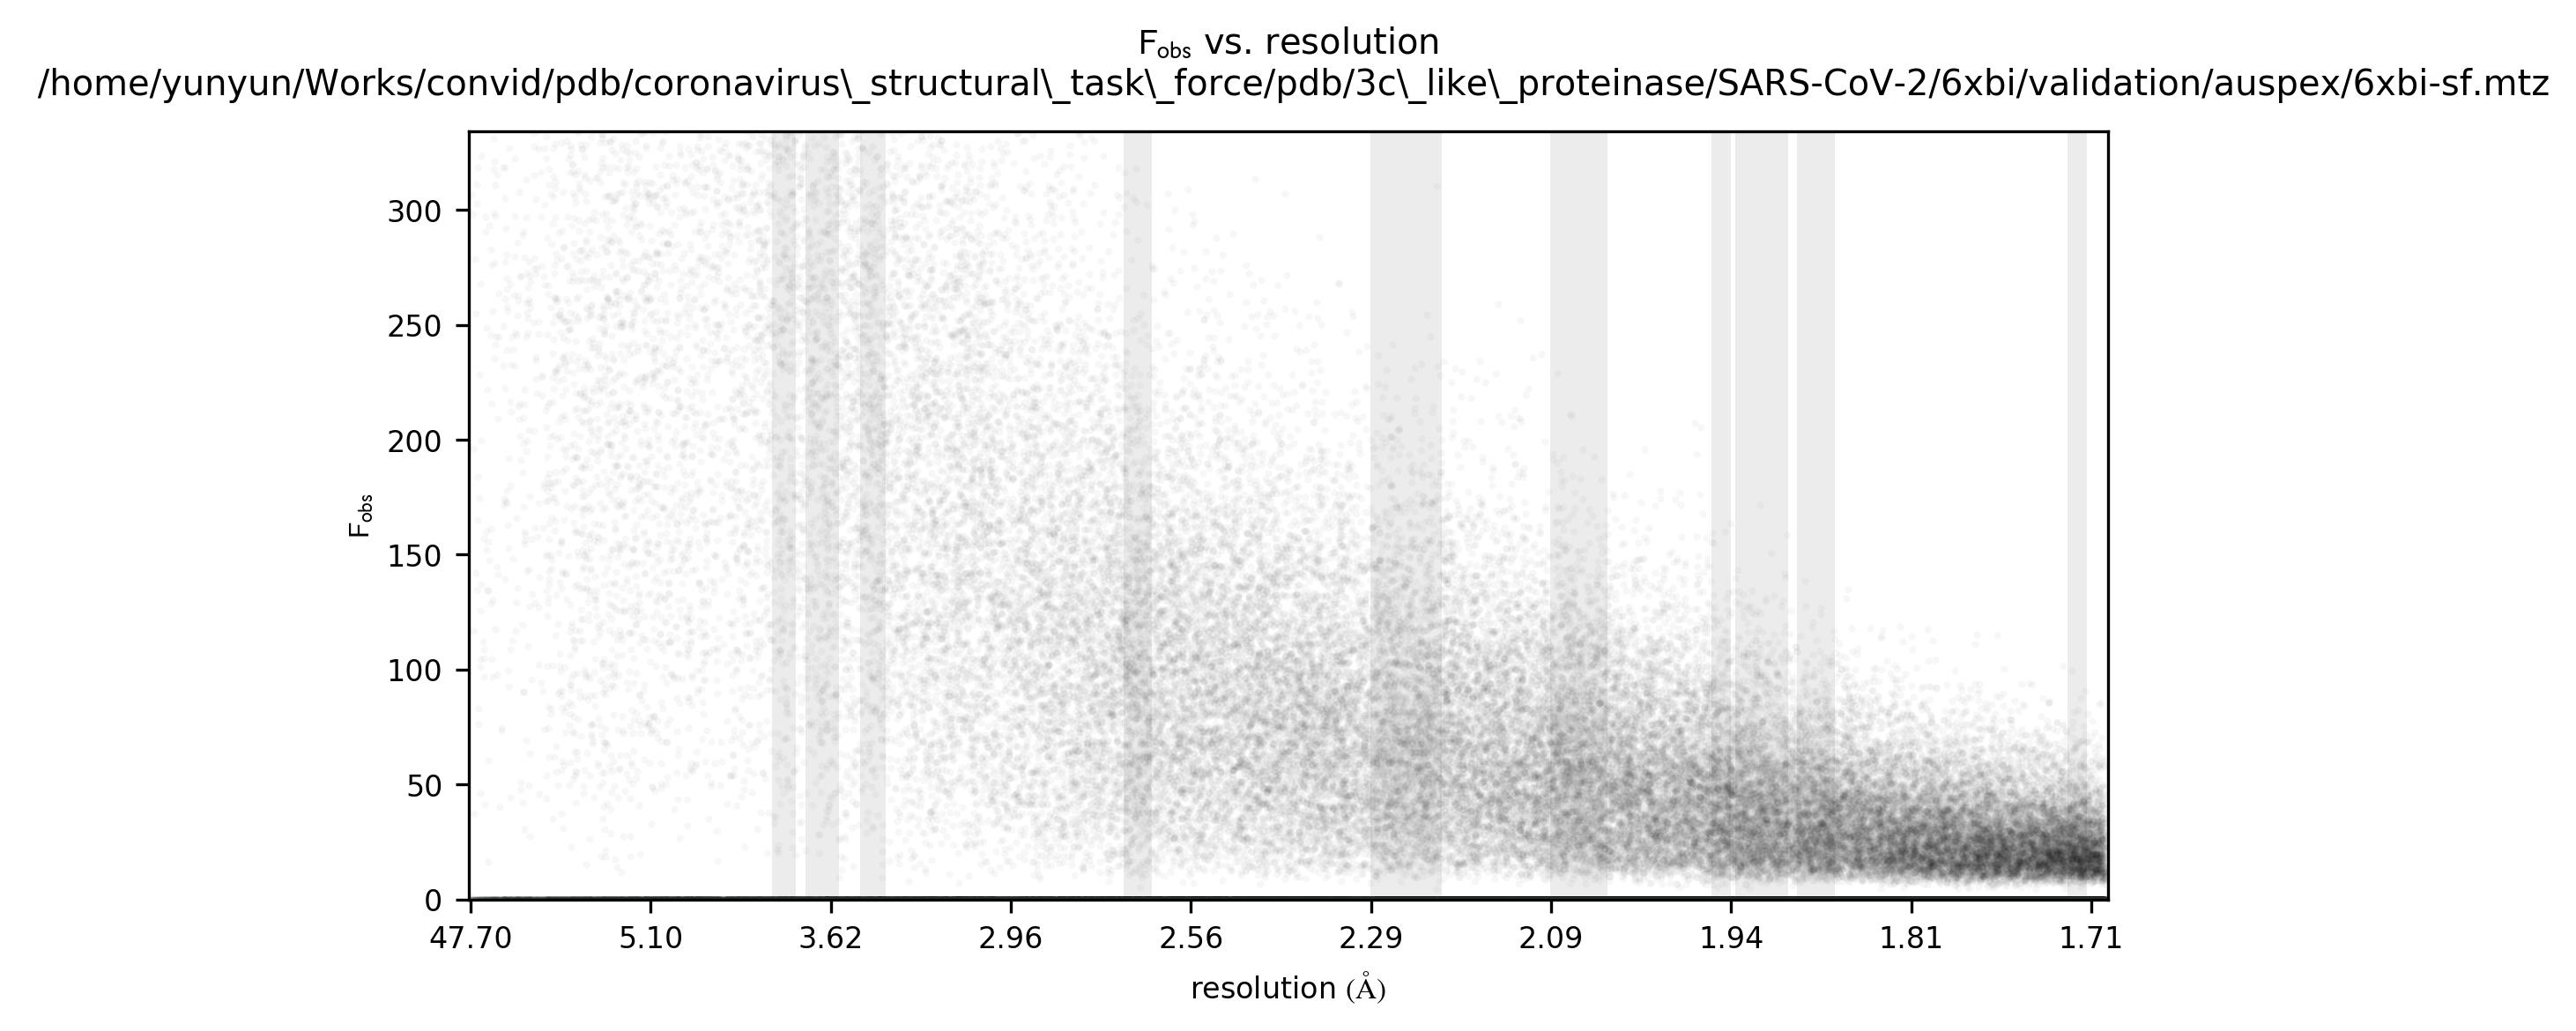 F_obs vs. resolution
/home/yunyun/Works/convid/pdb/coronavirus\_structural\_task\_force/pdb/3c\_like\_proteinase/SARS-CoV-2/6xbi/validation/auspex/6xbi-sf.mtz
300
250
200
150
100
50
0
F_obs
47.70 5.10 3.62 2.96 2.56 2.29 2.09 1.94 1.81 1.71
resolution (Å)